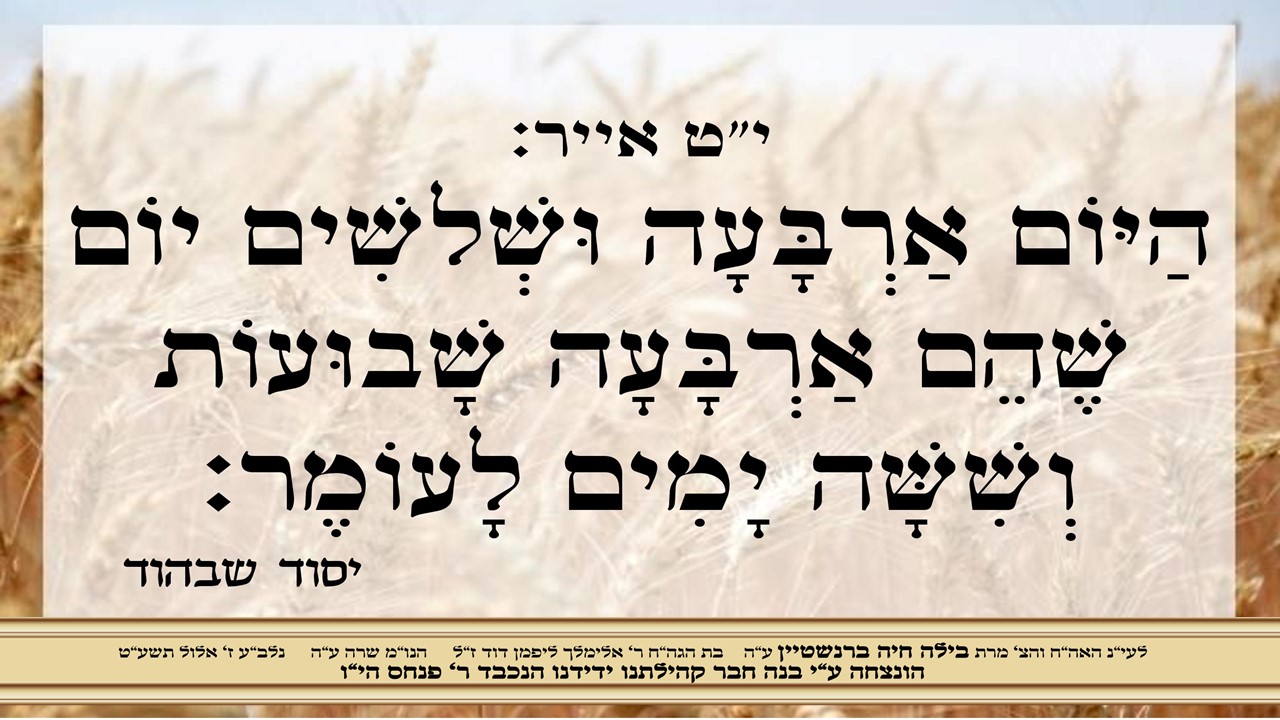 י״ט אייר:
הַיּוֹם אַרְבָּעָה וּשְׁלֹשִׁים יוֹם
שֶׁהֵם אַרְבָּעָה שָׁבוּעוֹת
וְשִׁשָּׁה יָמִים לָעוֹמֶר:
יסוד שבהוד
לעי״נ האה״ח והצ׳ מרת בילה חיה ברנשטיין ע״ה בת הגה״ח ר׳ אלימלך ליפמן דוד ז״ל הנו״מ שרה ע״ה נלב״ע ז׳ אלול תשע״ט
הונצחה ע״י בנה חבר קהילתנו ידידנו הנכבד ר׳ פנחס הי״ו